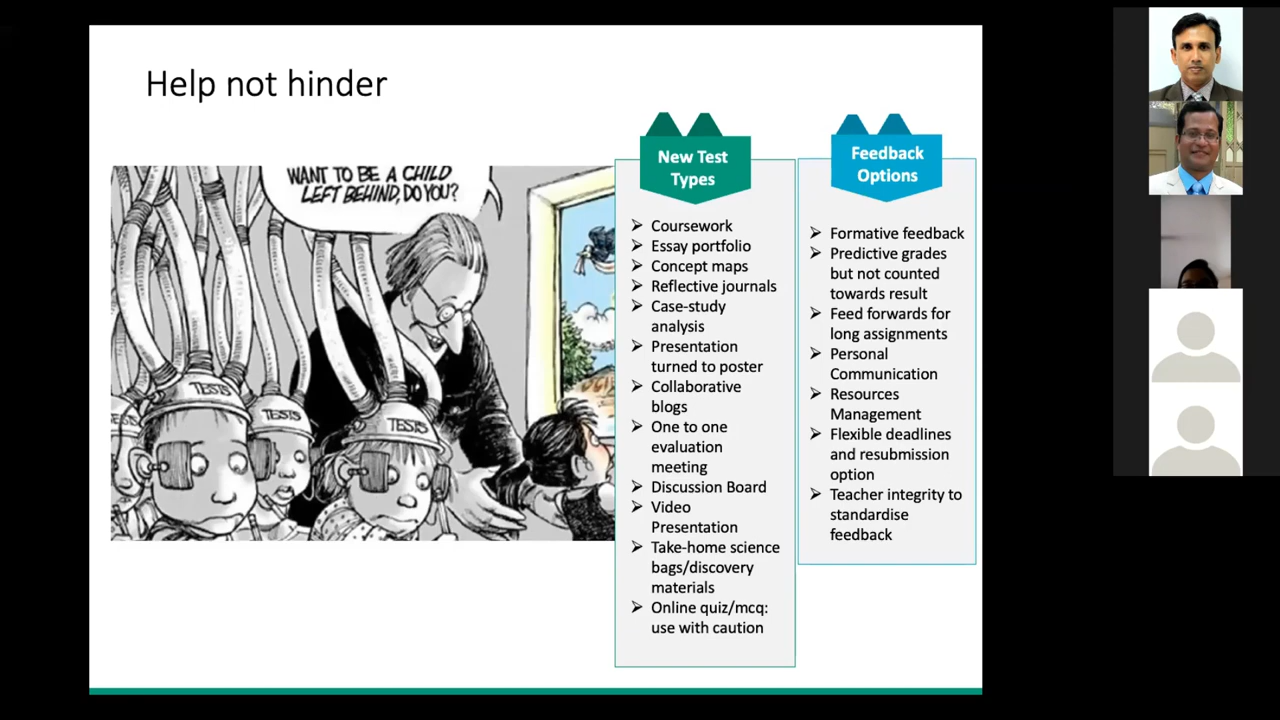 Help not hinder
WANT TO BE A CHILD
LEFT BEHIND, DO YOU?
TESTS
TESTS
TESTS
New Test
Types
Coursework
Essay portfolio
Concept maps
Reflective journals
Case-study
analysis
Presentation
turned to poster
Collaborative
blogs
One to one
evaluation
meeting
Discussion Board
Video
Presentation
Take-home science
bags/discovery
materials
Online quiz/mcq:
use with caution
Feedback
Options
Formative feedback
Predictive grades
but not counted
towards result
Feed forwards for
long assignments
Personal
Communication
Resources
Management
Flexible deadlines
and resubmission
option
Teacher integrity to
standardise
feedback